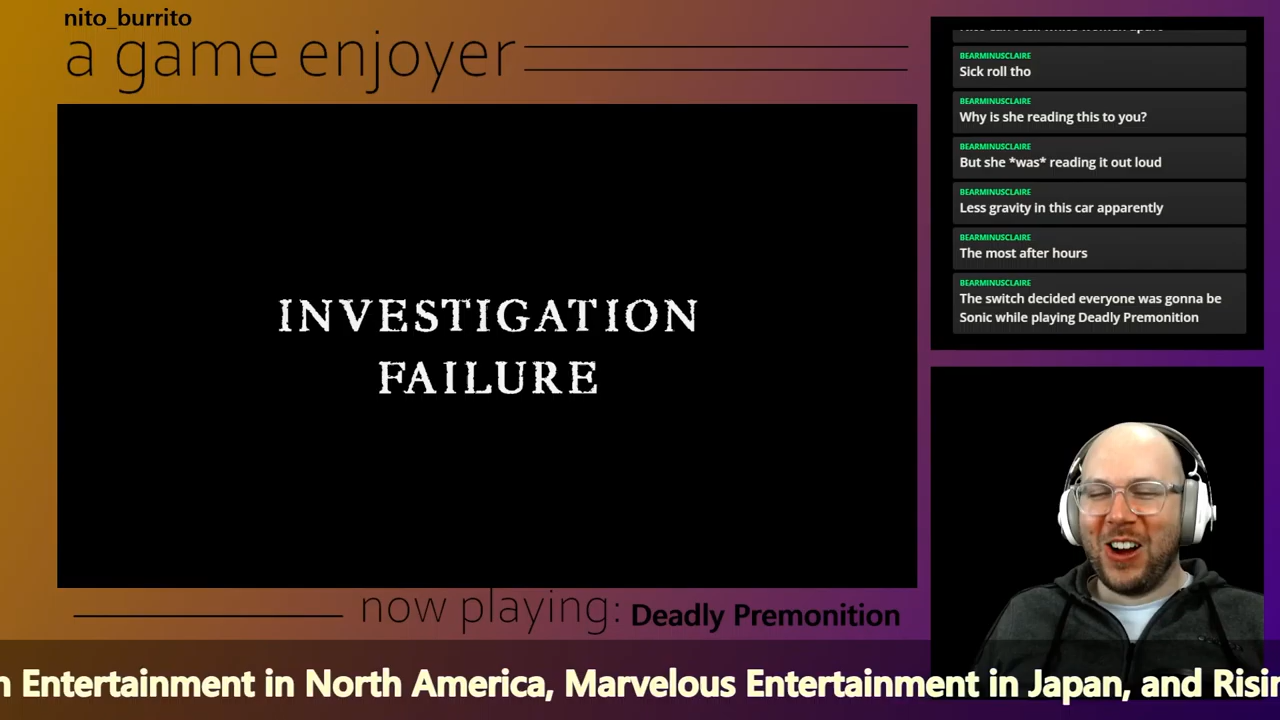 nito_burrito
a game enjoyer
BEARMINUSCLAIRE
Sick roll tho
BEARMINUSCLAIRE
Why is she reading this to you?
BEARMINUSCLAIRE
But she *was* reading it out loud
BEARMINUSCLAIRE
Less gravity in this car apparently
BEARMINUSCLAIRE
The most after hours
BEARMINUSCLAIRE
The switch decided everyone was gonna be
Sonic while playing Deadly Premonition
INVESTIGATION
FAILURE
now playing: Deadly Premonition
n Entertainment in North America, Marvelous Entertainment in Japan, and Risin